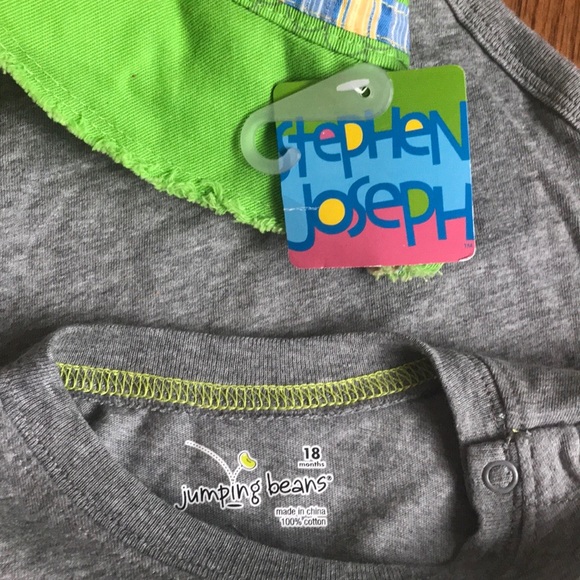 STEPHEN
JOSEPH
TM
18
months
jumping beans®
made in china
100% cotton